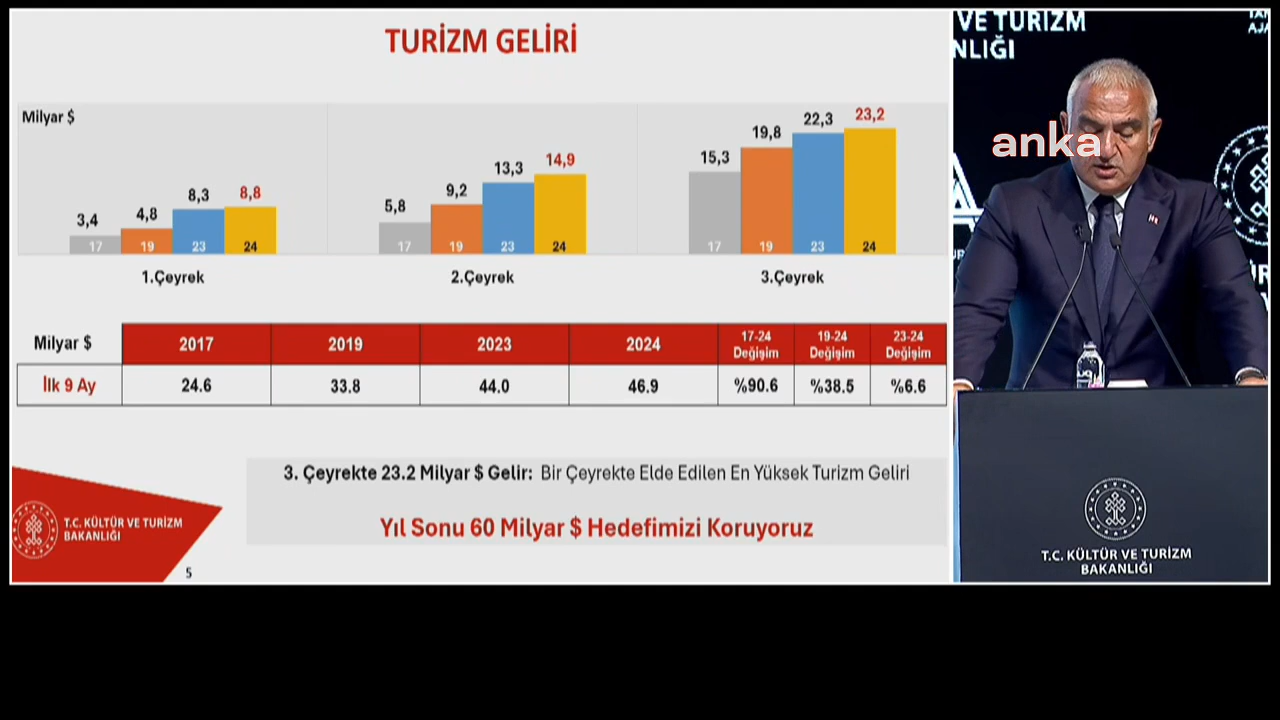 TURİZM GELİRİ
Milyar $
3,4
4,8
8,3
8,8
17
19
23
24
1.Çeyrek
5,8
9,2
13,3
14,9
17
19
23
24
2.Çeyrek
15,3
19,8
22,3
23,2
17
19
23
24
3.Çeyrek
Milyar $ 2017 2019 2023 2024 17-24 Değişim 19-24 Değişim 23-24 Değişim
İlk 9 Ay 24.6 33.8 44.0 46.9 %90.6 %38.5 %6.6
3. Çeyrekte 23.2 Milyar $ Gelir: Bir Çeyrekte Elde Edilen En Yüksek Turizm Geliri
Yıl Sonu 60 Milyar $ Hedefimizi Koruyoruz
T.C. KÜLTÜR VE TURİZM
BAKANLIĞI
5
VE TURİZM
NLIĞI
anka
T.C. KÜLTÜR VE TURİZM
BAKANLIĞI